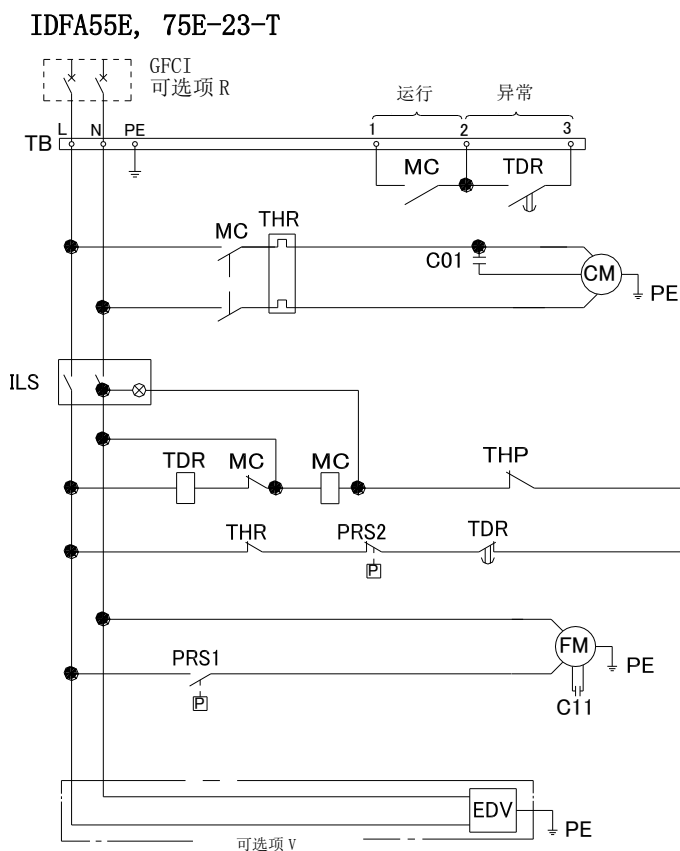 IDFA55E, 75E-23-T
GFCI
可选项 R
运行 异常
L N PE 1 2 3
TB
MC TDR
MC THR
C01
CM
PE
ILS
TDR MC MC THP
THR PRS2 TDR
P
FM
PRS1 PE
P
C11
EDV
PE
可选项 V